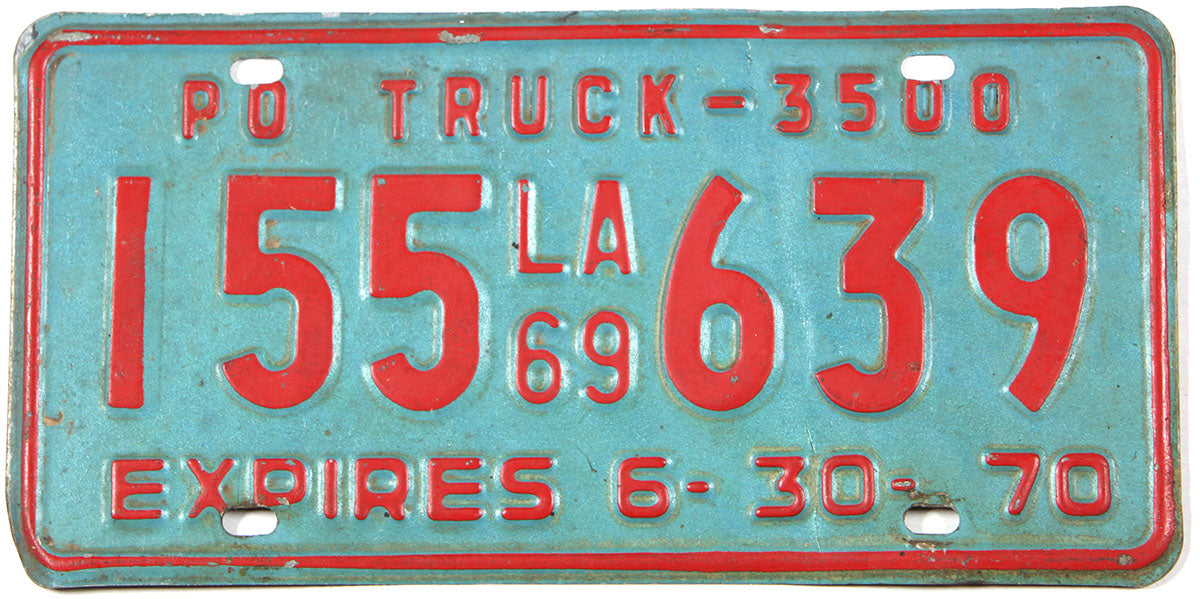 PO TRUCK-3500
155 LA 69 639
EXPIRES 6-30-70